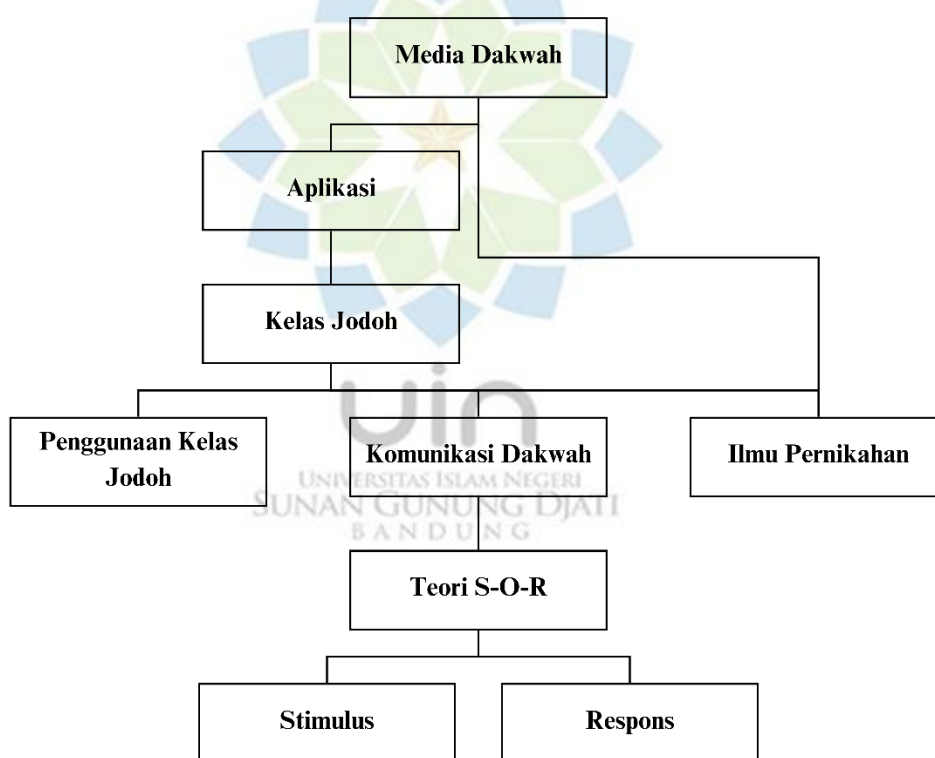 Media Dakwah
Aplikasi
Kelas Jodoh
uin
Penggunaan Kelas
Jodoh
Komunikasi Dakwah
Ilmu Pernikahan
UNIVERSITAS ISLAM NEGERI
SUNAN GUNUNG DJATI
BANDUNG
Teori S-O-R
Stimulus
Respons